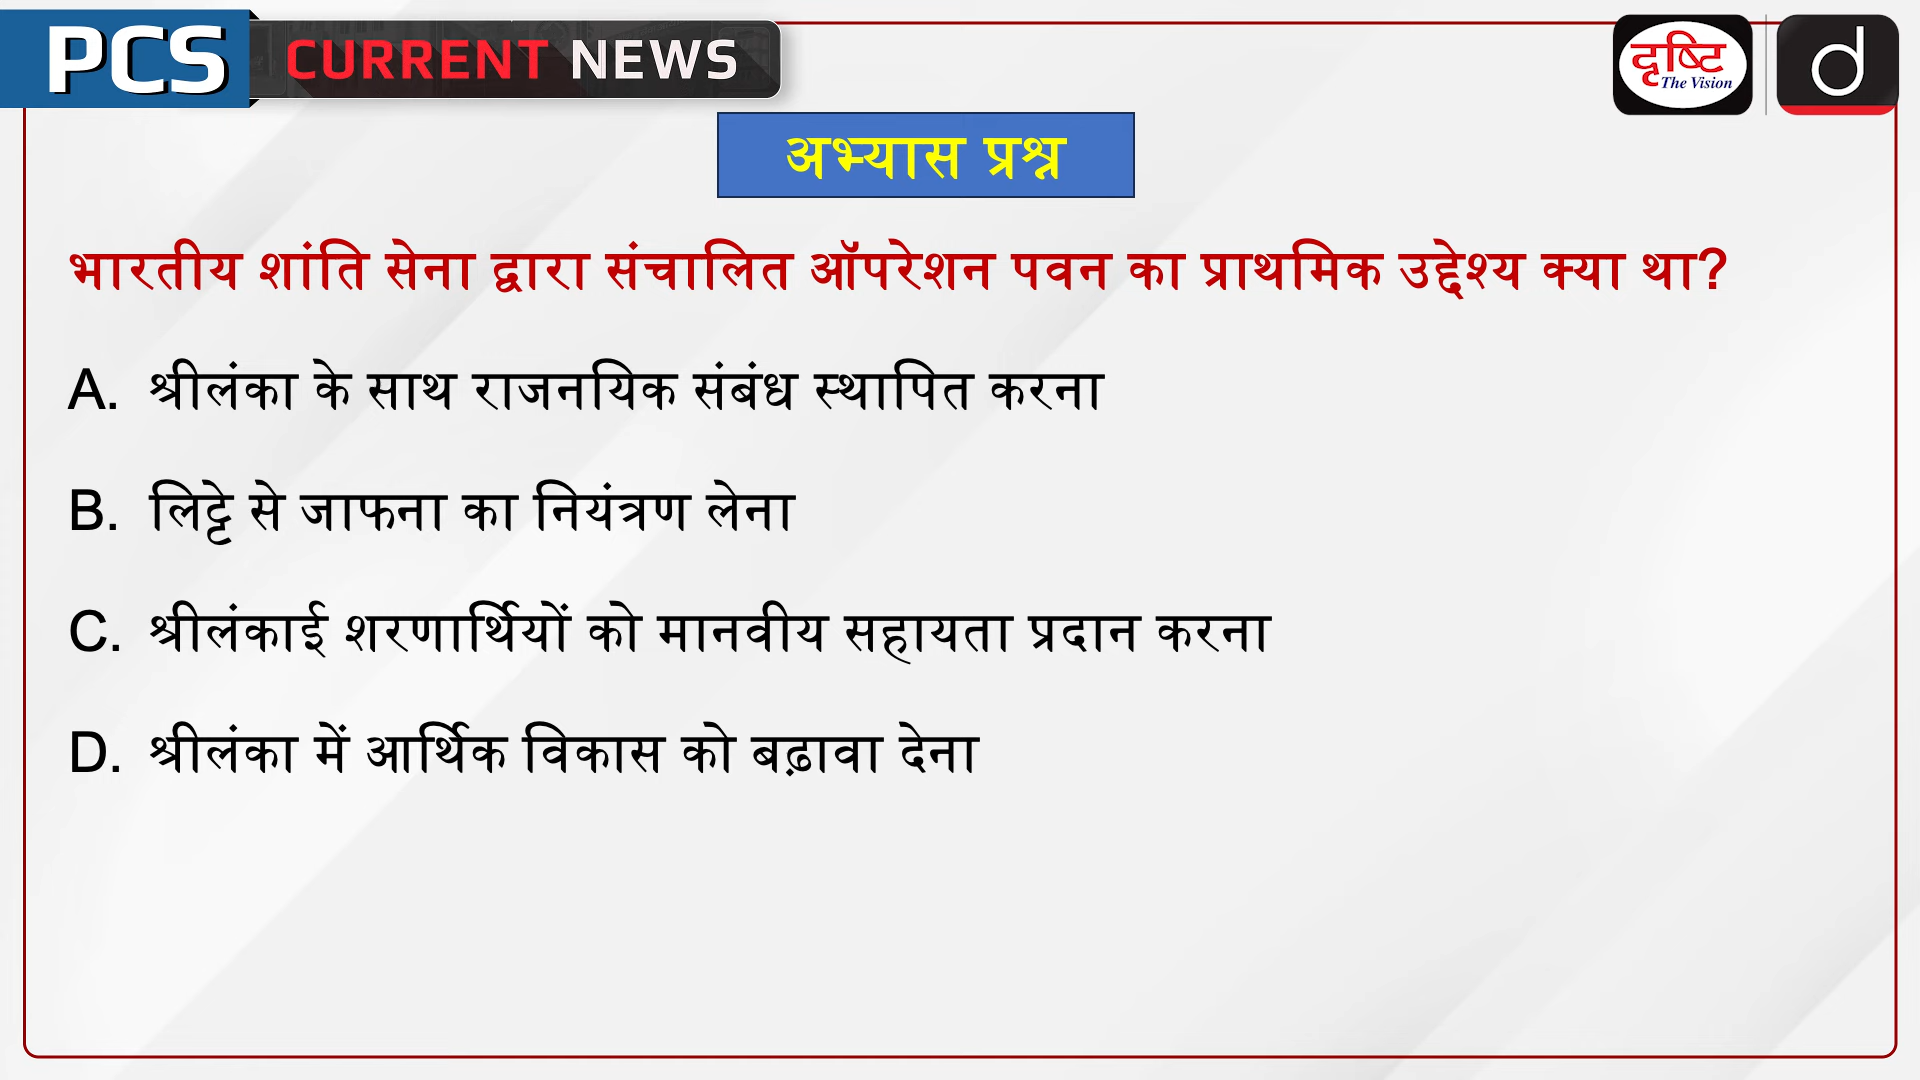 PCS CURRENT NEWS
दृष्टि
The Vision
d
अभ्यास प्रश्न
भारतीय शांति सेना द्वारा संचालित ऑपरेशन पवन का प्राथमिक उद्देश्य क्या था?
A. श्रीलंका के साथ राजनयिक संबंध स्थापित करना
B. लिट्टे से जाफना का नियंत्रण लेना
C. श्रीलंकाई शरणार्थियों को मानवीय सहायता प्रदान करना
D. श्रीलंका में आर्थिक विकास को बढ़ावा देना